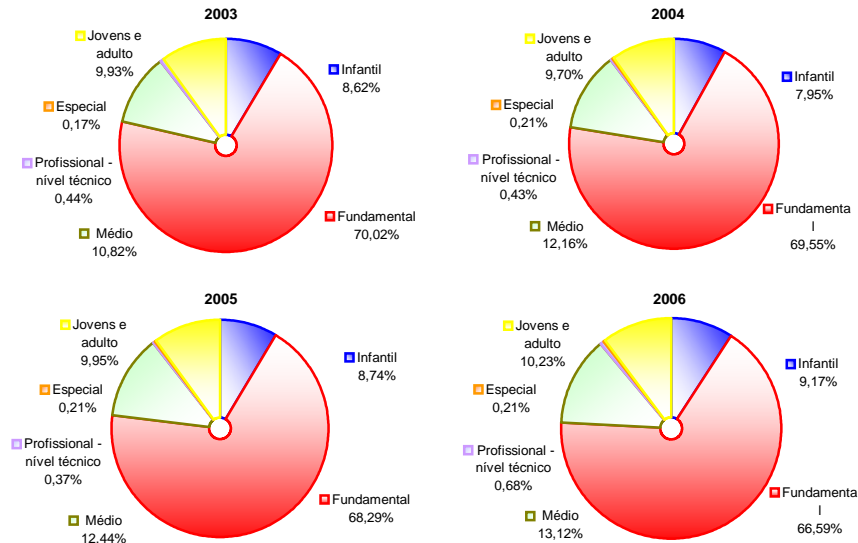 2003
Jovens e
adulto
9,93%
Infantil
8,62%
Especial
0,17%
Profissional -
nível técnico
0,44%
Médio
10,82%
Fundamental
70,02%
2004
Jovens e
adulto
9,70%
Infantil
7,95%
Especial
0,21%
Profissional -
nível técnico
0,43%
Médio
12,16%
Fundamenta
l
69,55%
2005
Jovens e
adulto
9,95%
Infantil
8,74%
Especial
0,21%
Profissional -
nível técnico
0,37%
Médio
12,44%
Fundamental
68,29%
2006
Jovens e
adulto
10,23%
Infantil
9,17%
Especial
0,21%
Profissional -
nível técnico
0,68%
Médio
13,12%
Fundamenta
l
66,59%